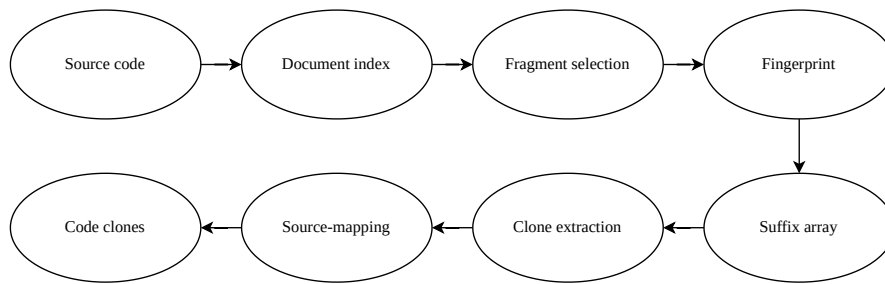 Source code
Document index
Fragment selection
Fingerprint
Suffix array
Clone extraction
Source-mapping
Code clones